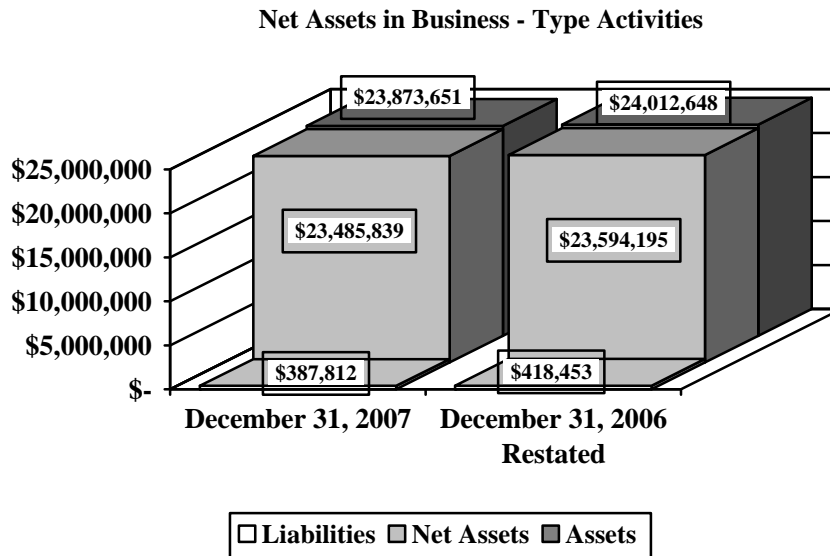 Net Assets in Business - Type Activities
$23,873,651
$24,012,648
$25,000,000
$20,000,000
$15,000,000
$10,000,000
$5,000,000
$-
$23,485,839
$23,594,195
$387,812
$418,453
December 31, 2007
December 31, 2006
Restated
Liabilities Net Assets Assets